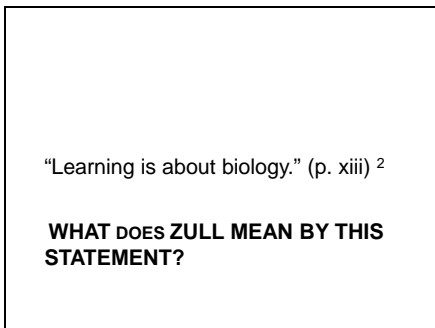 “Learning is about biology.” (p. xiii) 2
WHAT DOES ZULL MEAN BY THIS
STATEMENT?